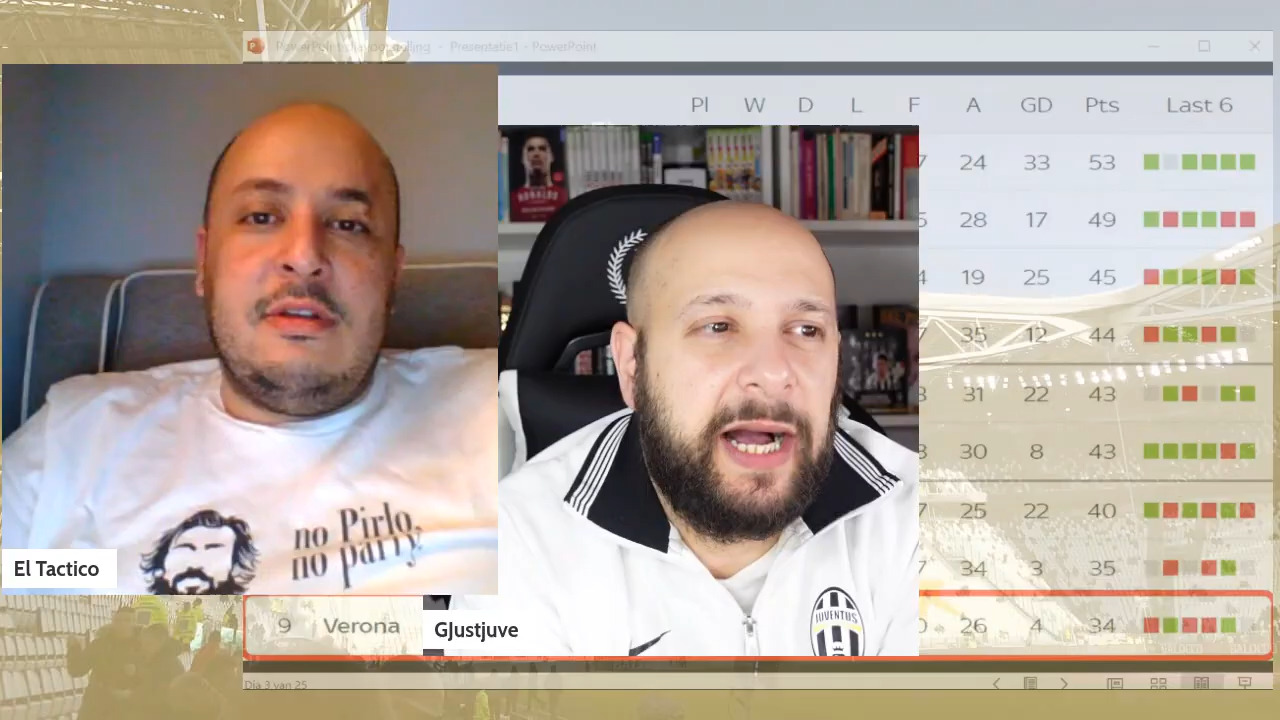 Presentatie1 - PowerPoint
Pl W D L F A GD Pts Last 6
24 33 53
28 17 49
19 25 45
35 12 44
31 22 43
30 8 43
25 22 40
34 3 35
9 Verona 26 4 34
RONALDO
no Pirlo,
no party.
El Tactico
GJustjuve
JUVENTUS
Dia 3 van 25